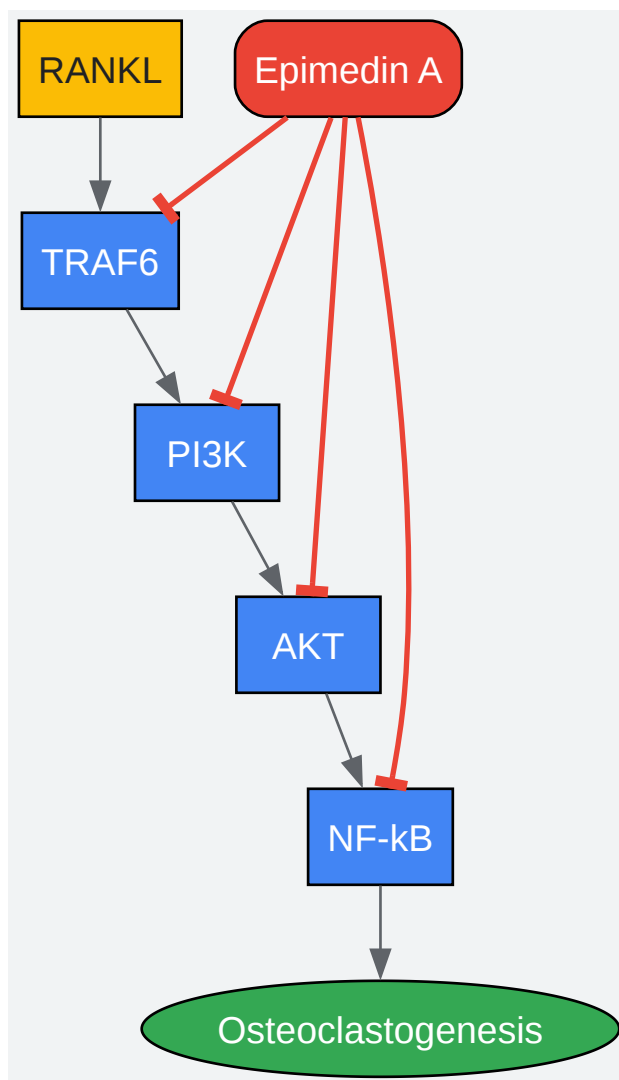 RANKL
Epimedin A
TRAF6
PI3K
AKT
NF-kB
Osteoclastogenesis